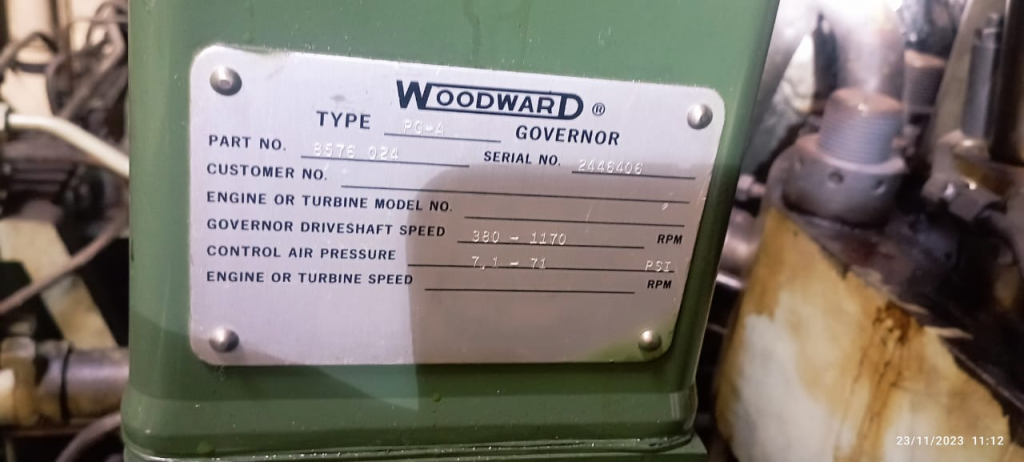 WOODWARD ®
TYPE PG-A GOVERNOR
PART NO. 8576 024 SERIAL NO. 2446406
CUSTOMER NO.
ENGINE OR TURBINE MODEL NO.
GOVERNOR DRIVESHAFT SPEED 380 - 1170 RPM
CONTROL AIR PRESSURE 7.1 - 71 PSI
ENGINE OR TURBINE SPEED RPM
23/11/2023 11:12